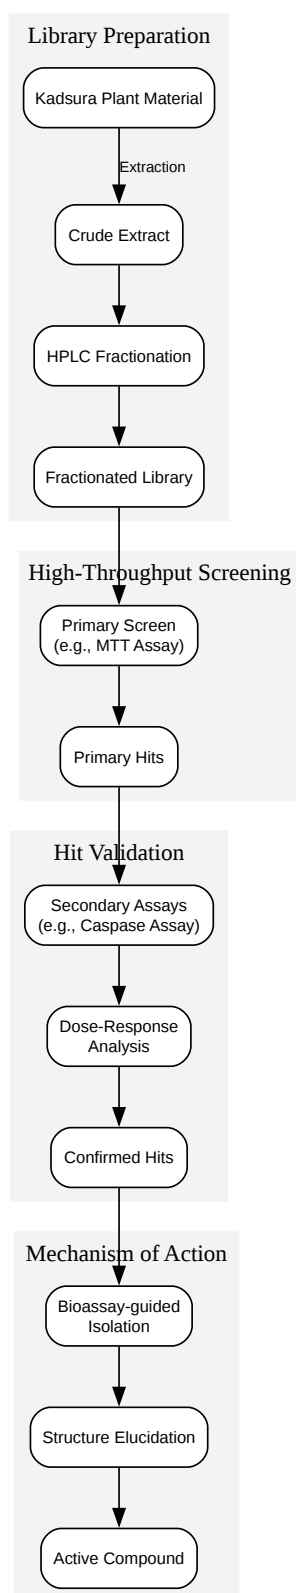 Library Preparation
Kadsura Plant Material
Extraction
Crude Extract
HPLC Fractionation
Fractionated Library
High-Throughput Screening
Primary Screen
(e.g., MTT Assay)
Primary Hits
Hit Validation
Secondary Assays
(e.g., Caspase Assay)
Dose-Response
Analysis
Confirmed Hits
Mechanism of Action
Bioassay-guided
Isolation
Structure Elucidation
Active Compound